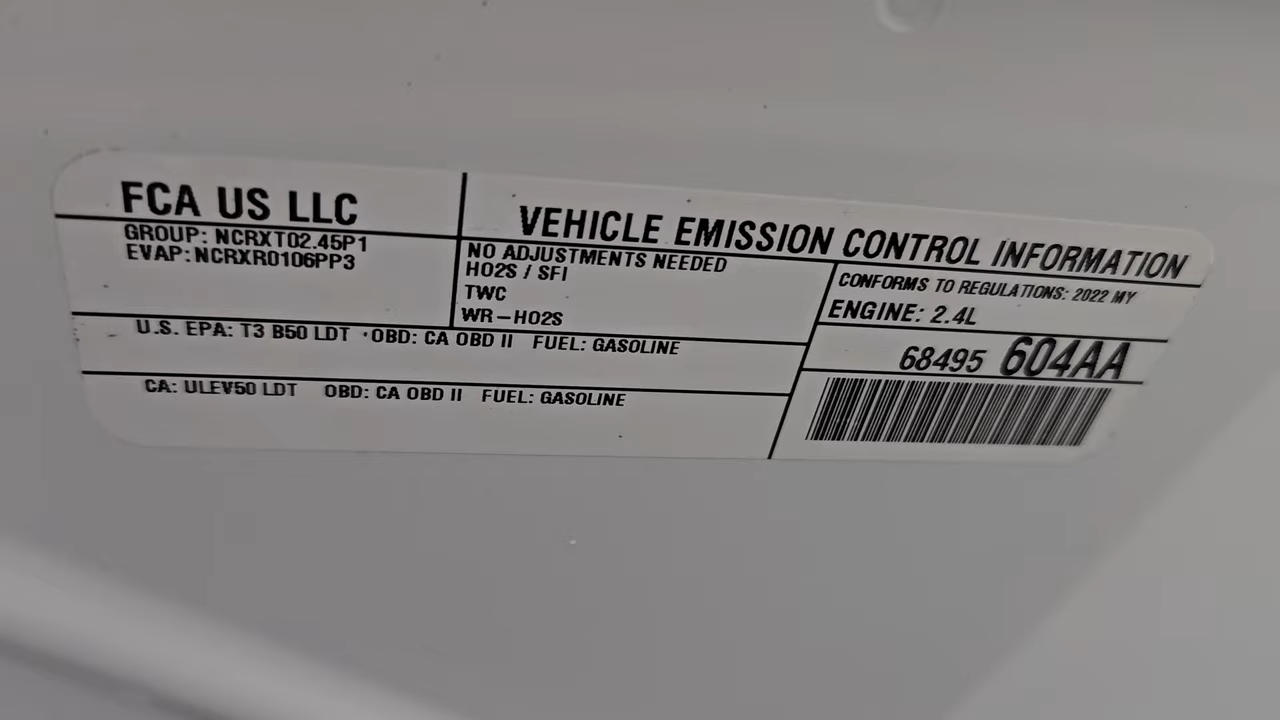 FCA US LLC
VEHICLE EMISSION CONTROL INFORMATION
GROUP: NCRXT02.45P1
EVAP: NCRXR0106PP3
NO ADJUSTMENTS NEEDED
HO2S / SFI
TWC
WR-HO2S
CONFORMS TO REGULATIONS: 2022 MY
ENGINE: 2.4L
U.S. EPA: T3 B50 LDT · OBD: CA OBD II FUEL: GASOLINE
68495 604AA
CA: ULEV50 LDT OBD: CA OBD II FUEL: GASOLINE